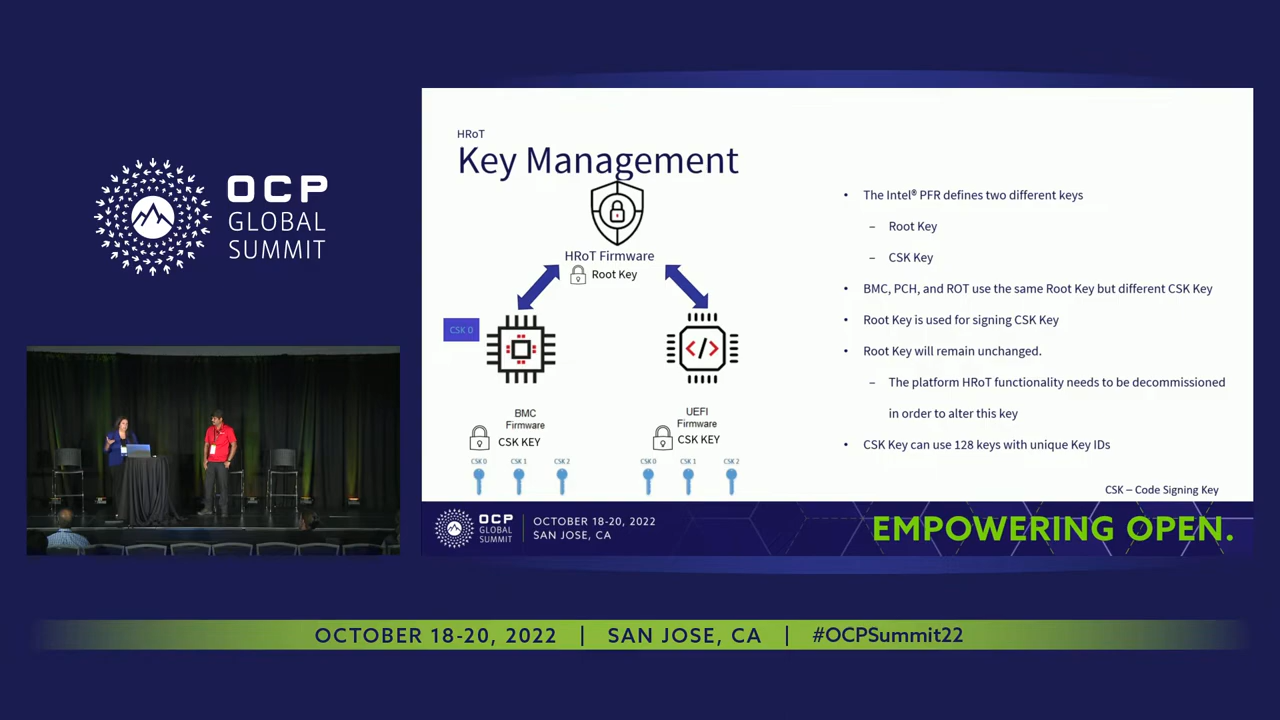 OCP
GLOBAL
SUMMIT
HRoT
Key Management
HRoT Firmware
Root Key
CSK 0
BMC
Firmware
CSK KEY
CSK 0 CSK 1 CSK 2
UEFI
Firmware
CSK KEY
CSK 0 CSK 1 CSK 2
• The Intel® PFR defines two different keys
– Root Key
– CSK Key
• BMC, PCH, and ROT use the same Root Key but different CSK Key
• Root Key is used for signing CSK Key
• Root Key will remain unchanged.
– The platform HRoT functionality needs to be decommissioned
in order to alter this key
• CSK Key can use 128 keys with unique Key IDs
CSK – Code Signing Key
OCP
GLOBAL
SUMMIT
OCTOBER 18-20, 2022
SAN JOSE, CA
EMPOWERING OPEN.
OCTOBER 18-20, 2022 | SAN JOSE, CA | #OCPSummit22